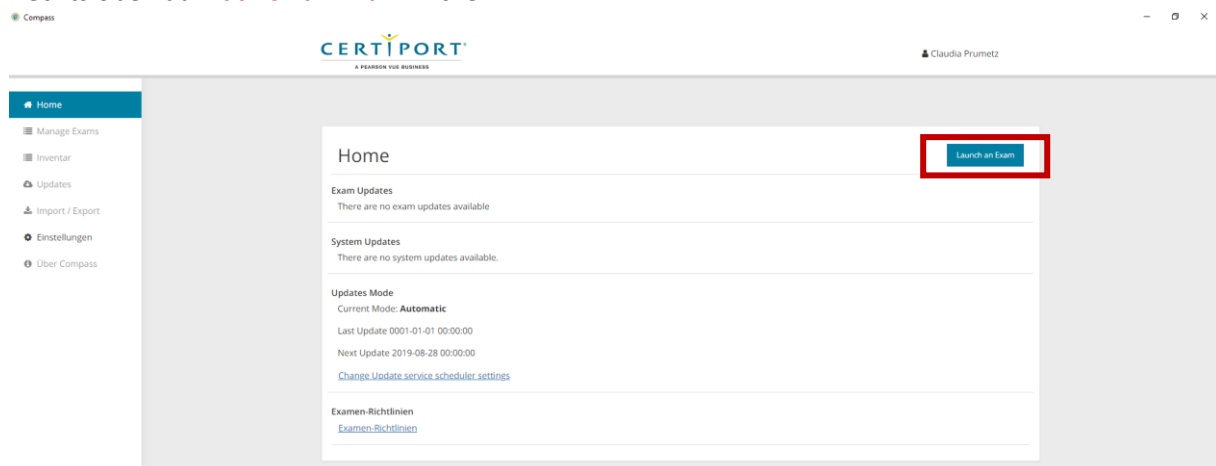 Compass
CERTIPORT
A PEARSON VUE BUSINESS
Claudia Prumetz
Home
Manage Exams
Inventar
Updates
Import / Export
Einstellungen
Über Compass
Home
Launch an Exam
Exam Updates
There are no exam updates available
System Updates
There are no system updates available.
Updates Mode
Current Mode: Automatic
Last Update 0001-01-01 00:00:00
Next Update 2019-08-28 00:00:00
Change Update service scheduler settings
Examen-Richtlinien
Examen-Richtlinien